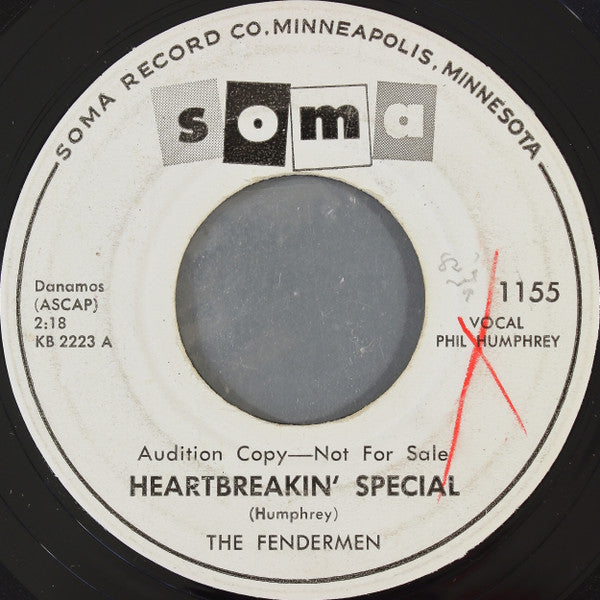 SOMA RECORD CO. MINNEAPOLIS, MINNESOTA
soma
Danamos
(ASCAP)
2:18
KB 2223 A
1155
VOCAL
PHIL HUMPHREY
Audition Copy—Not For Sale
HEARTBREAKIN' SPECIAL
(Humphrey)
THE FENDERMEN